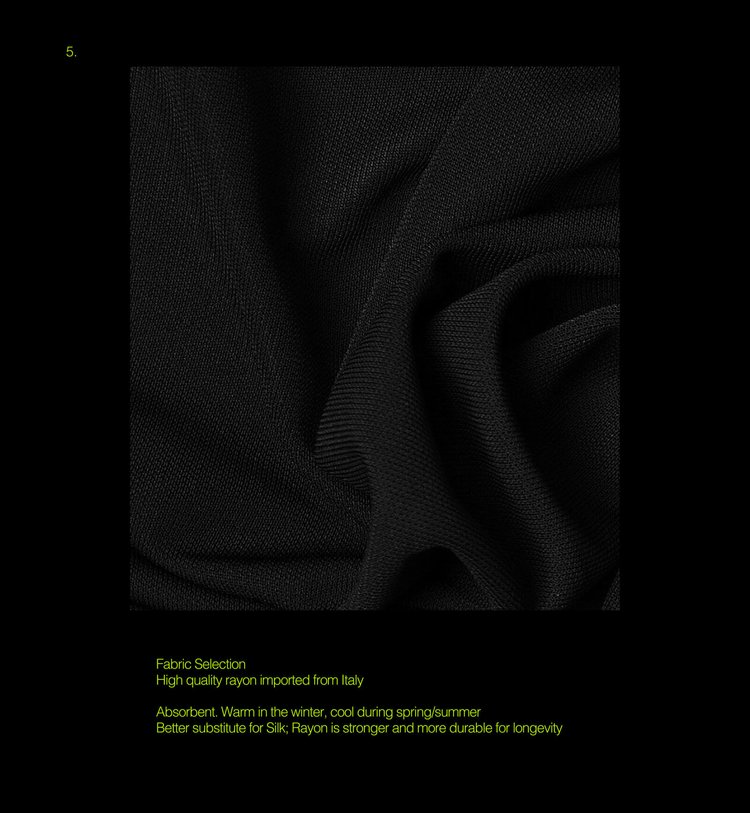 5.
Fabric Selection
High quality rayon imported from Italy
Absorbent. Warm in the winter, cool during spring/summer
Better substitute for Silk; Rayon is stronger and more durable for longevity